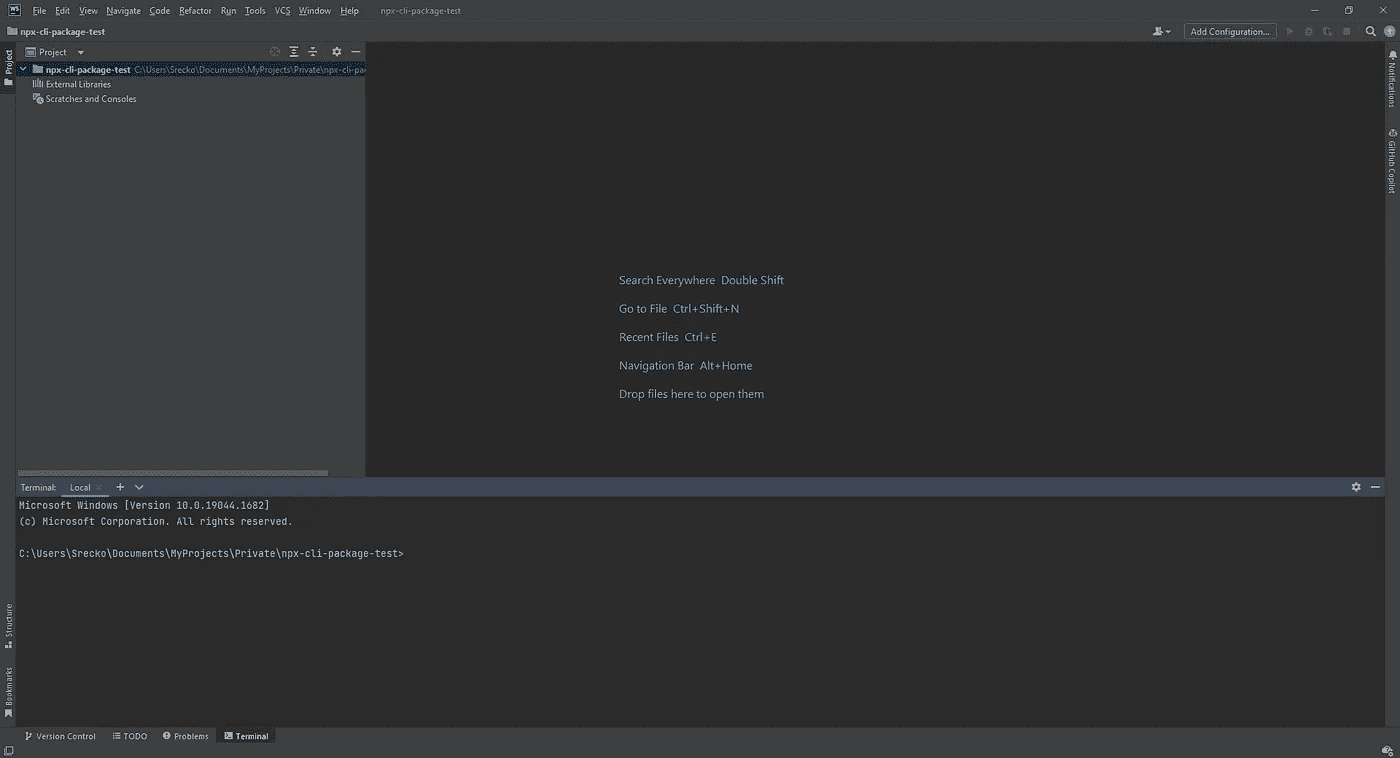 WS File Edit View Navigate Code Refactor Run Tools VCS Window Help npx-cli-package-test
npx-cli-package-test Add Configuration...
Project
Project
npx-cli-package-test C:\Users\Srecko\Documents\MyProjects\Private\npx-cli-pa
External Libraries
Scratches and Consoles
Notifications
GitHub Copilot
Search Everywhere Double Shift
Go to File Ctrl+Shift+N
Recent Files Ctrl+E
Navigation Bar Alt+Home
Drop files here to open them
Terminal: Local
Microsoft Windows [Version 10.0.19044.1682]
(c) Microsoft Corporation. All rights reserved.
C:\Users\Srecko\Documents\MyProjects\Private\npx-cli-package-test>
Structure
Bookmarks
Version Control TODO Problems Terminal